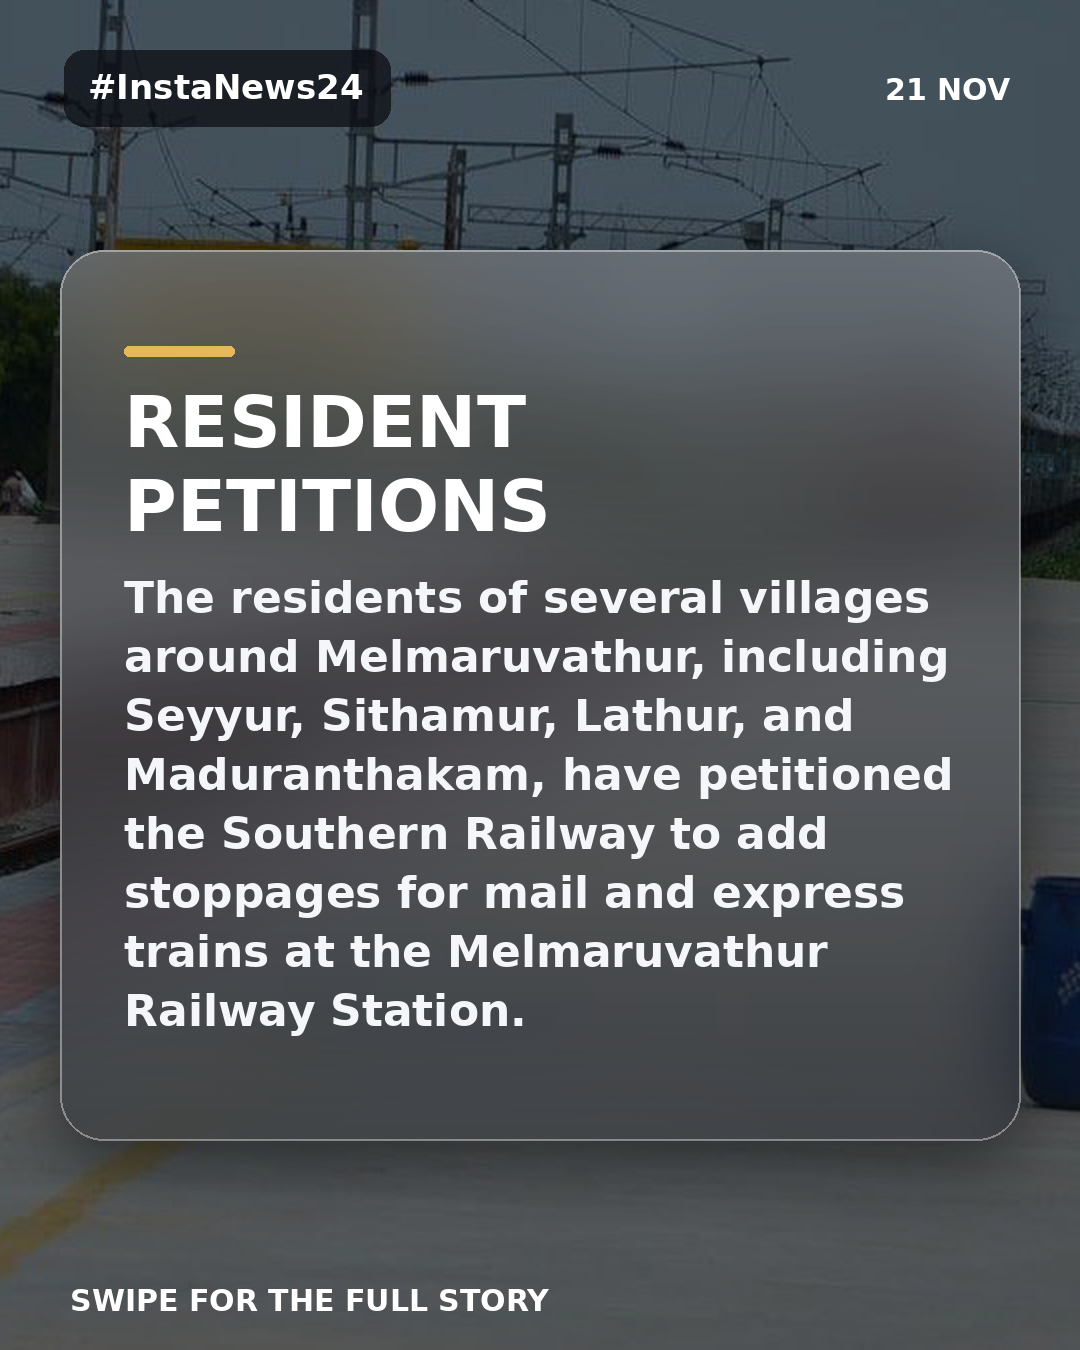 #InstaNews24
21 NOV
RESIDENT
PETITIONS
The residents of several villages
around Melmaruvathur, including
Seyyur, Sithamur, Lathur, and
Maduranthakam, have petitioned
the Southern Railway to add
stoppages for mail and express
trains at the Melmaruvathur
Railway Station.
SWIPE FOR THE FULL STORY